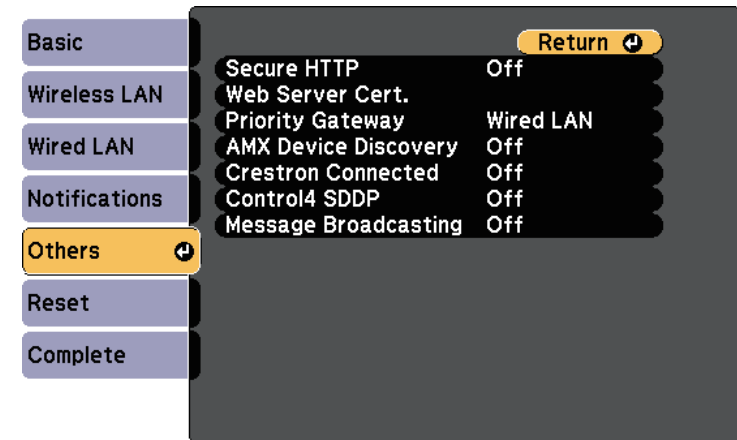 Basic
Wireless LAN
Wired LAN
Notifications
Others
Reset
Complete
Return
Secure HTTP Off
Web Server Cert.
Priority Gateway Wired LAN
AMX Device Discovery Off
Crestron Connected Off
Control4 SDDP Off
Message Broadcasting Off